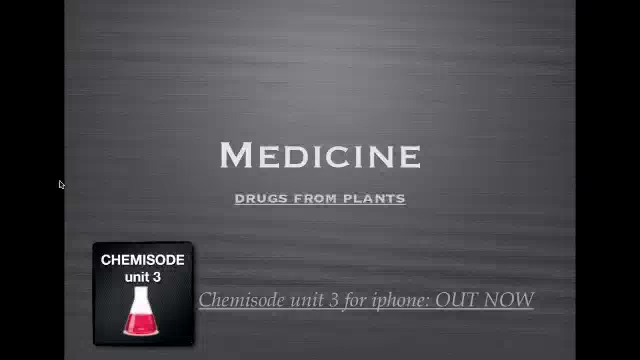 MEDICINE
DRUGS FROM PLANTS
CHEMISODE
unit 3
Chemisode unit 3 for iphone: OUT NOW